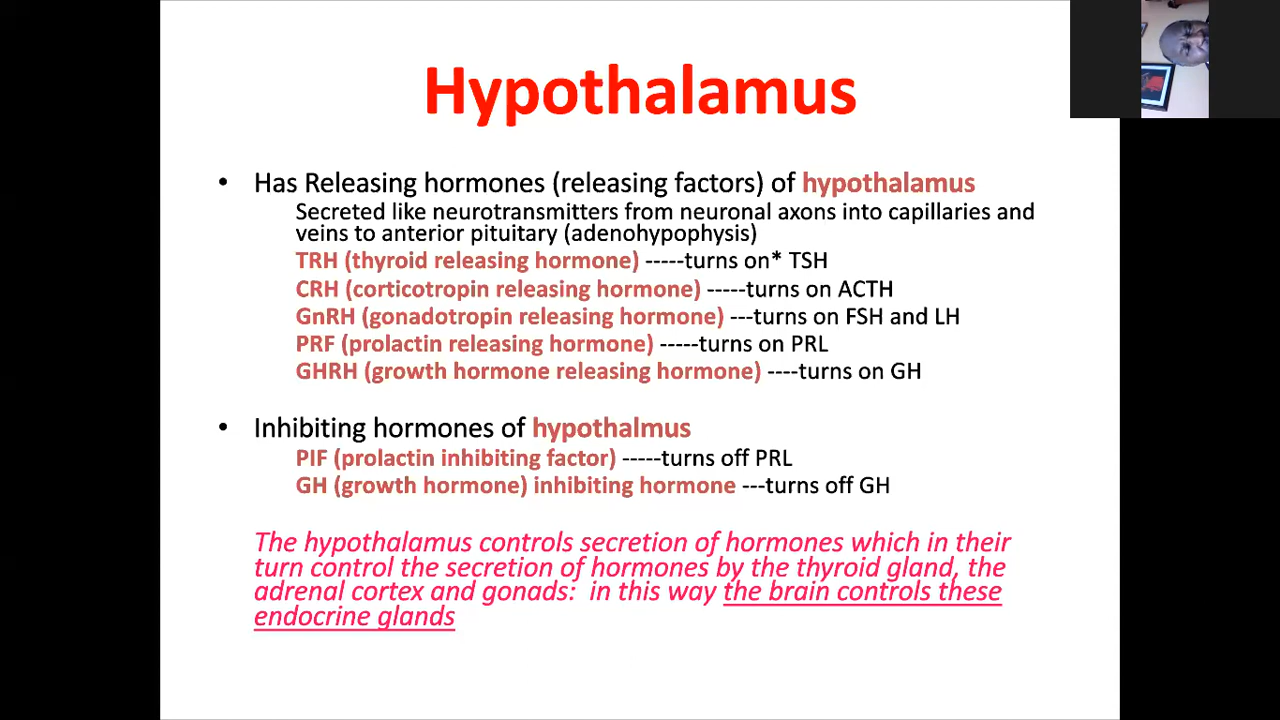 Hypothalamus
• Has Releasing hormones (releasing factors) of hypothalamus
Secreted like neurotransmitters from neuronal axons into capillaries and
veins to anterior pituitary (adenohypophysis)
TRH (thyroid releasing hormone) -----turns on* TSH
CRH (corticotropin releasing hormone) -----turns on ACTH
GnRH (gonadotropin releasing hormone) ---turns on FSH and LH
PRF (prolactin releasing hormone) -----turns on PRL
GHRH (growth hormone releasing hormone) ----turns on GH
• Inhibiting hormones of hypothalmus
PIF (prolactin inhibiting factor) -----turns off PRL
GH (growth hormone) inhibiting hormone ---turns off GH
The hypothalamus controls secretion of hormones which in their
turn control the secretion of hormones by the thyroid gland, the
adrenal cortex and gonads:  in this way the brain controls these
endocrine glands